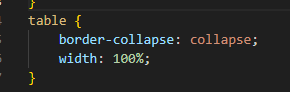 }
table {
border-collapse: collapse;
width: 100%;
}